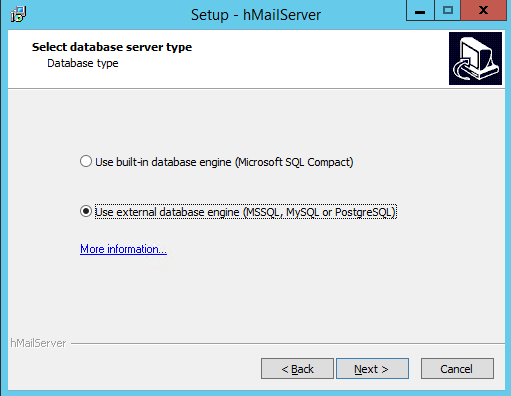 Setup - hMailServer
Select database server type
Database type
Use built-in database engine (Microsoft SQL Compact)
Use external database engine (MSSQL, MySQL or PostgreSQL)
More information...
hMailServer
< Back
Next >
Cancel